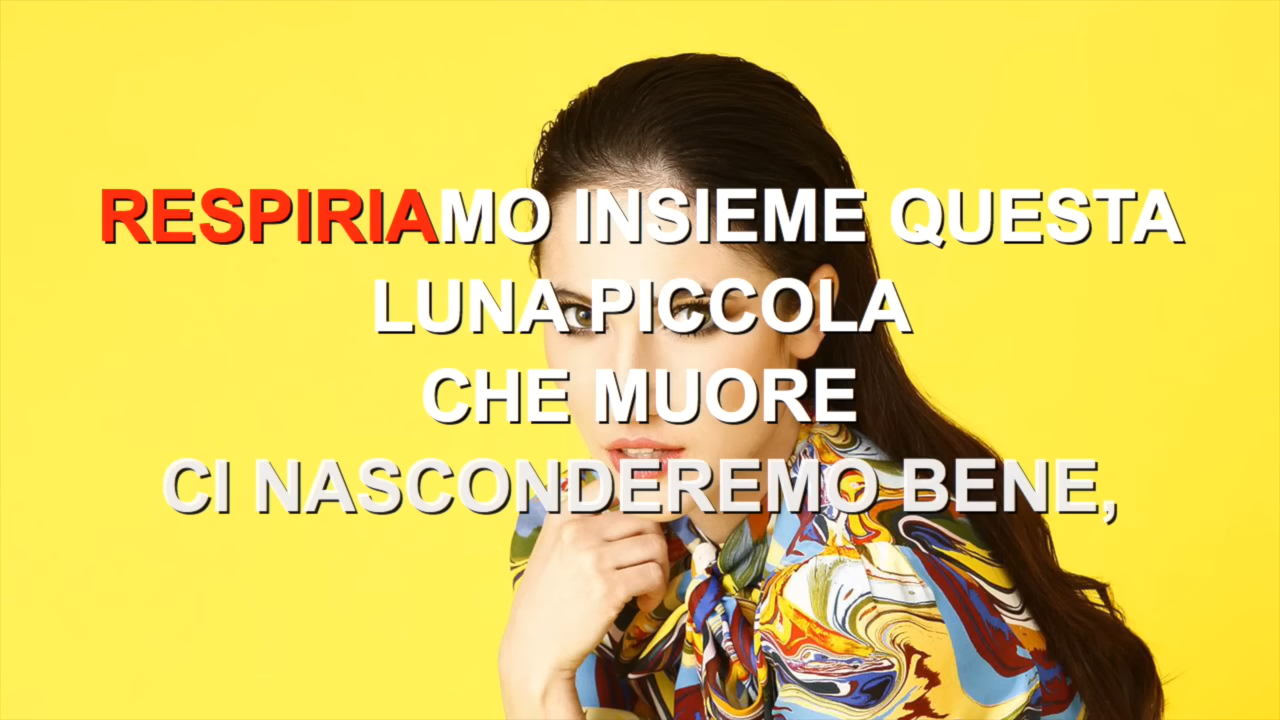 RESPIRIAMO INSIEME QUESTA
LUNA PICCOLA
CHE MUORE
CI NASCONDEREMO BENE,